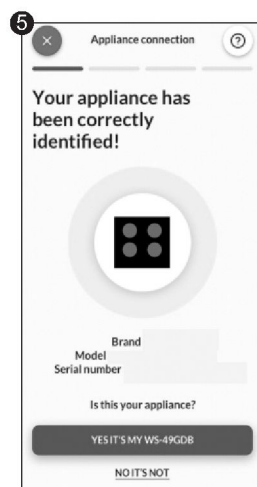 5
Appliance connection
?
Your appliance has
been correctly
identified!
Brand
Model
Serial number
Is this your appliance?
YES IT'S MY WS-49GDB
NO IT'S NOT